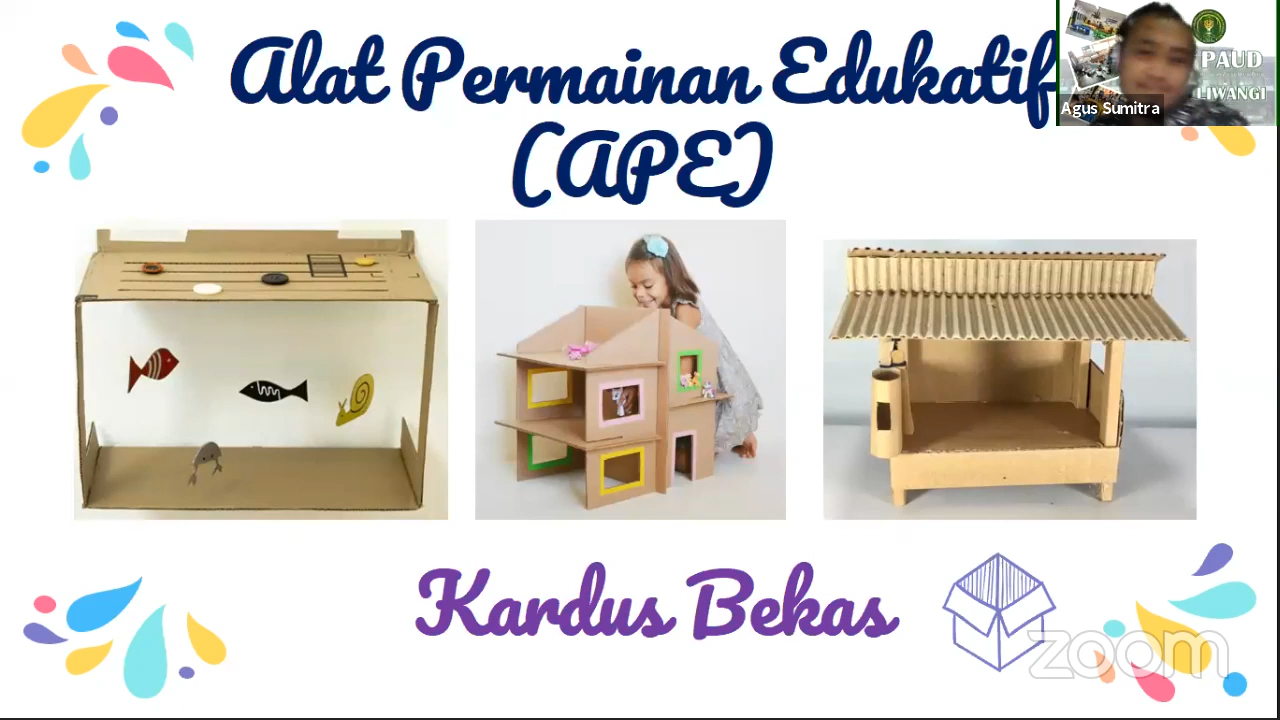 Alat Permainan Edukatif
(APE)
PAUD
LIWANGI
Agus Sumitra
Kardus Bekas
zoom